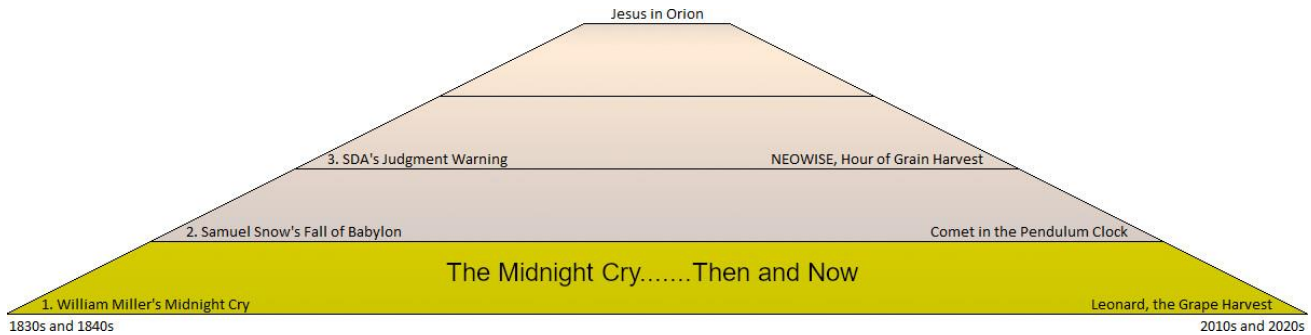 Jesus in Orion
3. SDA's Judgment Warning
NEOWISE, Hour of Grain Harvest
2. Samuel Snow's Fall of Babylon
Comet in the Pendulum Clock
The Midnight Cry.......Then and Now
1. William Miller's Midnight Cry
Leonard, the Grape Harvest
1830s and 1840s
2010s and 2020s